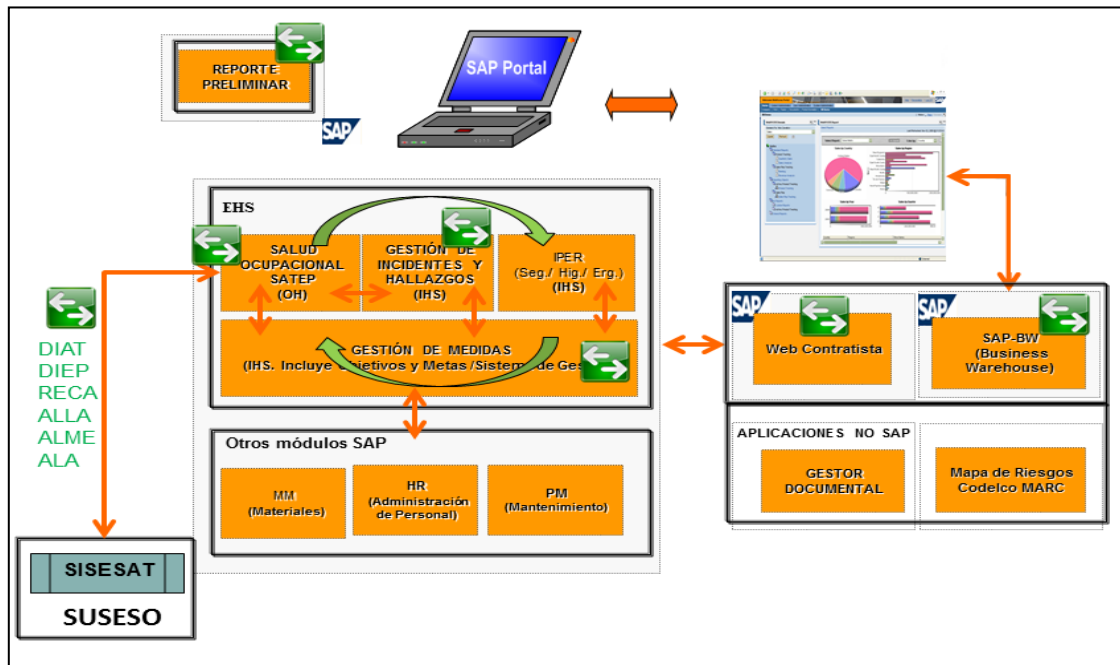 REPORTE
PRELIMINAR
SAP
SAP Portal
EHS
SALUD
OCUPACIONAL
SATEP
(OH)
GESTIÓN DE
INCIDENTES Y
HALLAZGOS
(IHS)
IPER
(Seg./ Hig./ Erg.)
(IHS)
GESTIÓN DE MEDIDAS
(IHS. Incluye Objetivos y Metas /Sistema de Ges
Otros módulos SAP
MM
(Materiales)
HR
(Administración
de Personal)
PM
(Mantenimiento)
DIAT
DIEP
RECA
ALLA
ALME
ALA
SISESAT
SUSESO
SAP
Web Contratista
SAP
SAP-BW
(Business
Warehouse)
APLICACIONES NO SAP
GESTOR
DOCUMENTAL
Mapa de Riesgos
Codelco MARC